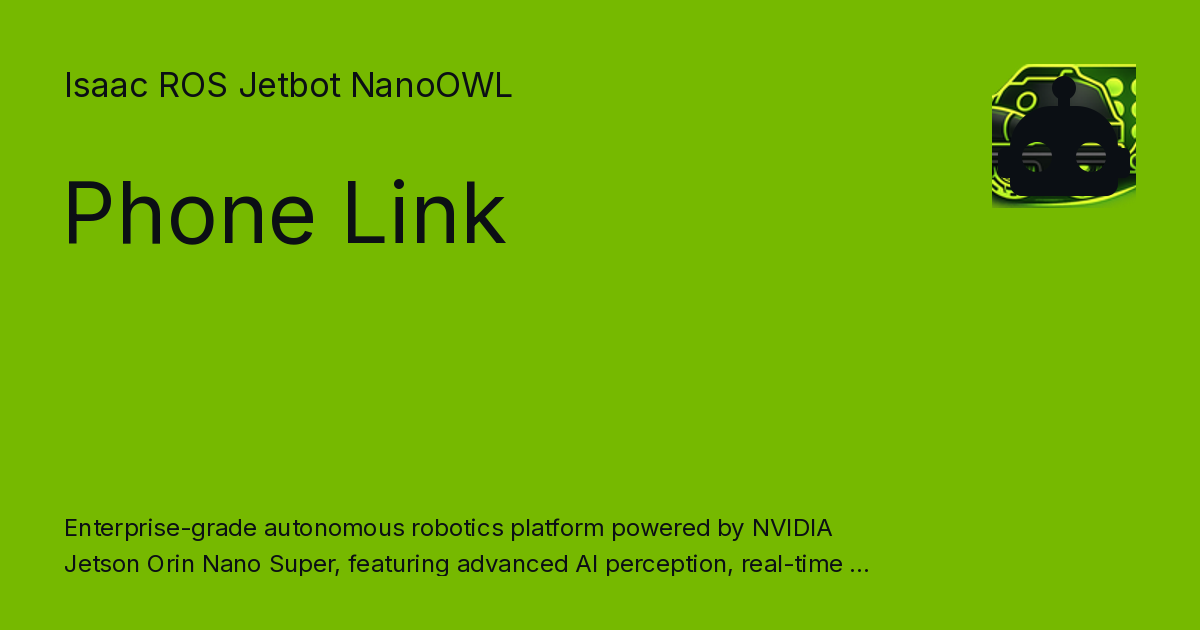 Isaac ROS Jetbot NanoOWL
Phone Link
Enterprise-grade autonomous robotics platform powered by NVIDIA
Jetson Orin Nano Super, featuring advanced AI perception, real-time ...